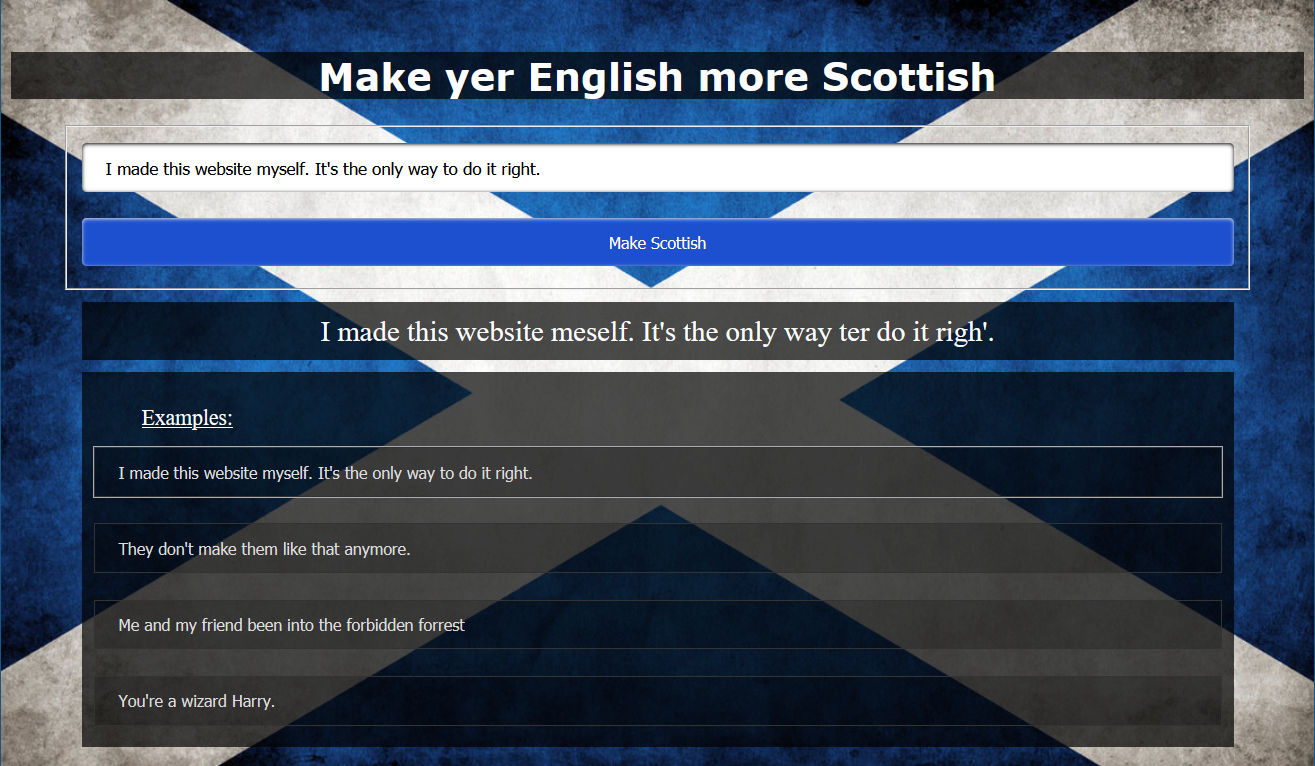 Make yer English more Scottish
I made this website myself. It's the only way to do it right.
Make Scottish
I made this website meself. It's the only way ter do it righ'.
Examples:
I made this website myself. It's the only way to do it right.
They don't make them like that anymore.
Me and my friend been into the forbidden forrest
You're a wizard Harry.